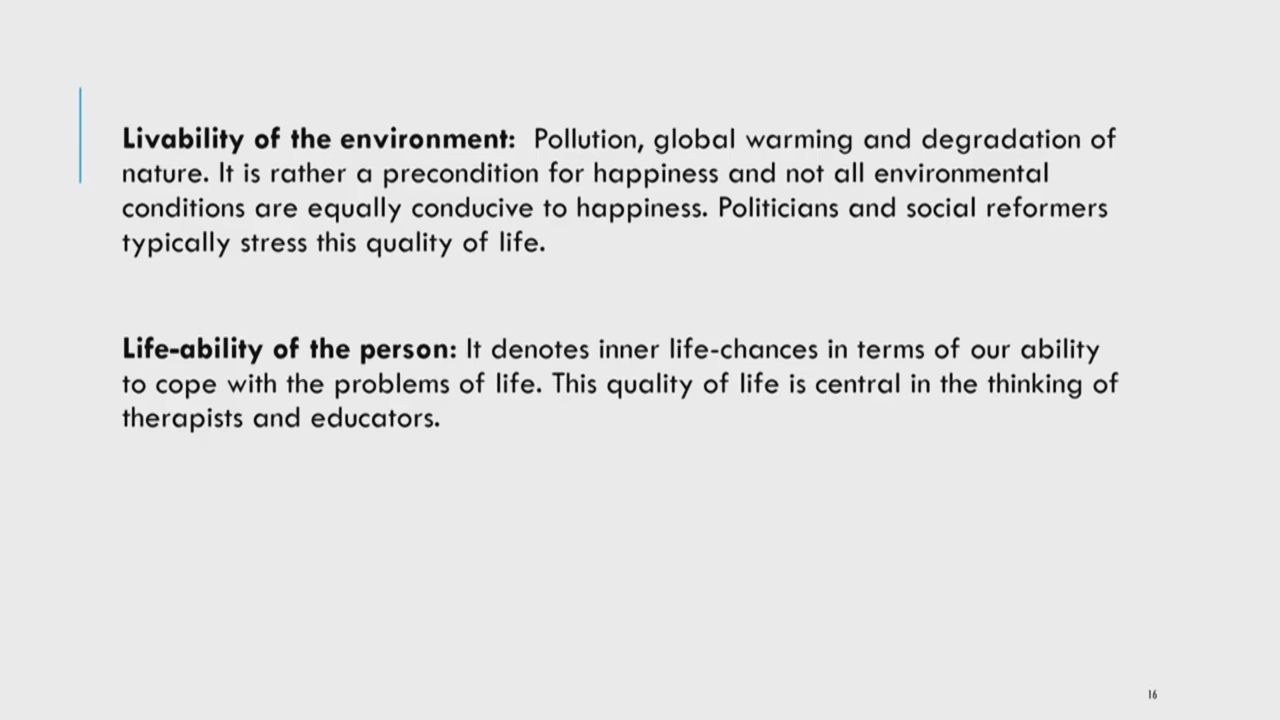 Livability of the environment: Pollution, global warming and degradation of
nature. It is rather a precondition for happiness and not all environmental
conditions are equally conducive to happiness. Politicians and social reformers
typically stress this quality of life.
Life-ability of the person: It denotes inner life-chances in terms of our ability
to cope with the problems of life. This quality of life is central in the thinking of
therapists and educators.
16